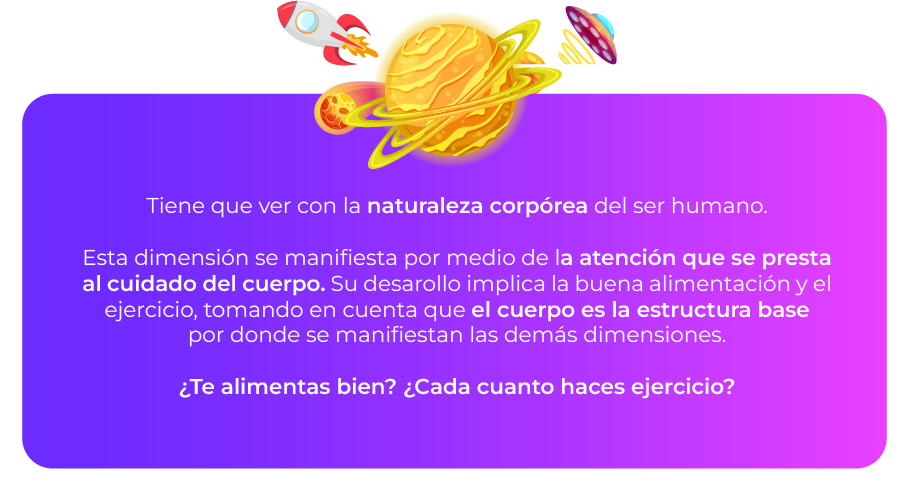 Tiene que ver con la naturaleza corpórea del ser humano.
Esta dimensión se manifiesta por medio de la atención que se presta
al cuidado del cuerpo. Su desarollo implica la buena alimentación y el
ejercicio, tomando en cuenta que el cuerpo es la estructura base
por donde se manifiestan las demás dimensiones.
¿Te alimentas bien? ¿Cada cuanto haces ejercicio?